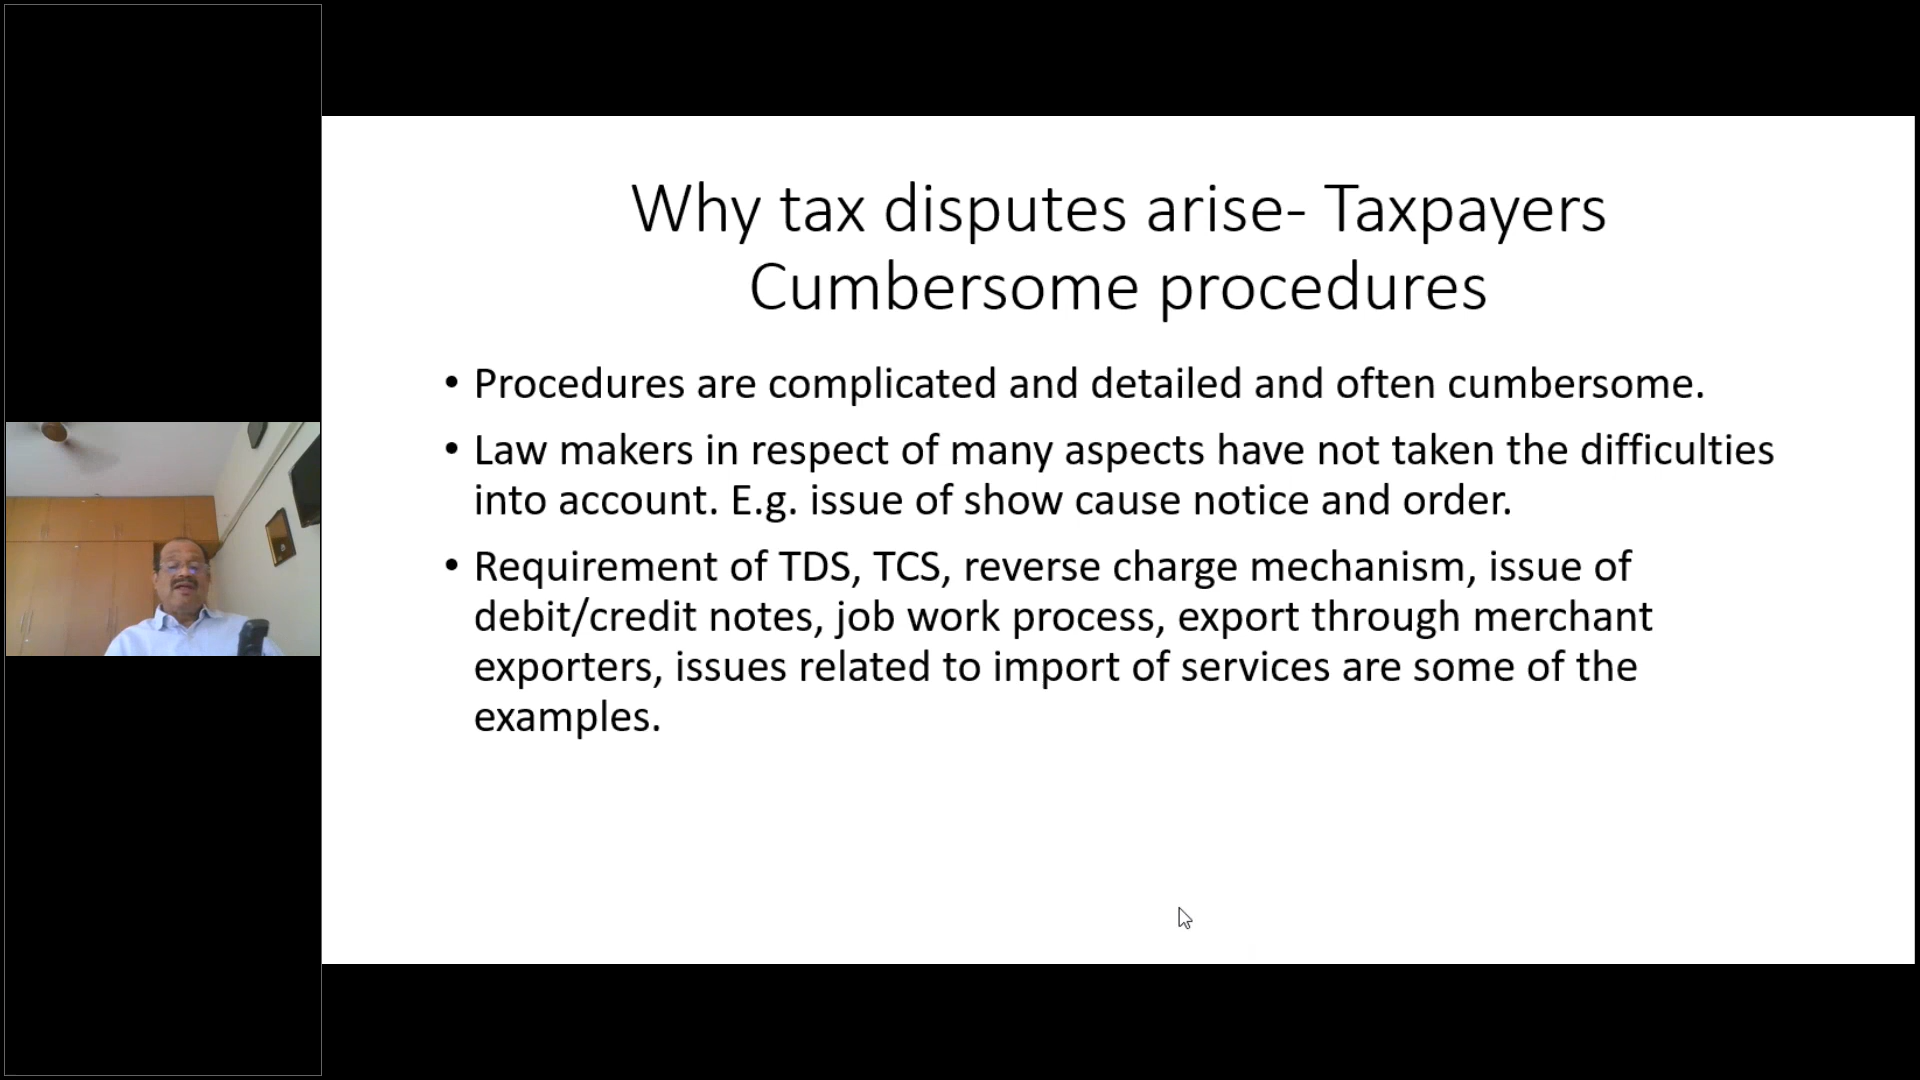 Why tax disputes arise- Taxpayers
Cumbersome procedures
• Procedures are complicated and detailed and often cumbersome.
• Law makers in respect of many aspects have not taken the difficulties
into account. E.g. issue of show cause notice and order.
• Requirement of TDS, TCS, reverse charge mechanism, issue of
debit/credit notes, job work process, export through merchant
exporters, issues related to import of services are some of the
examples.